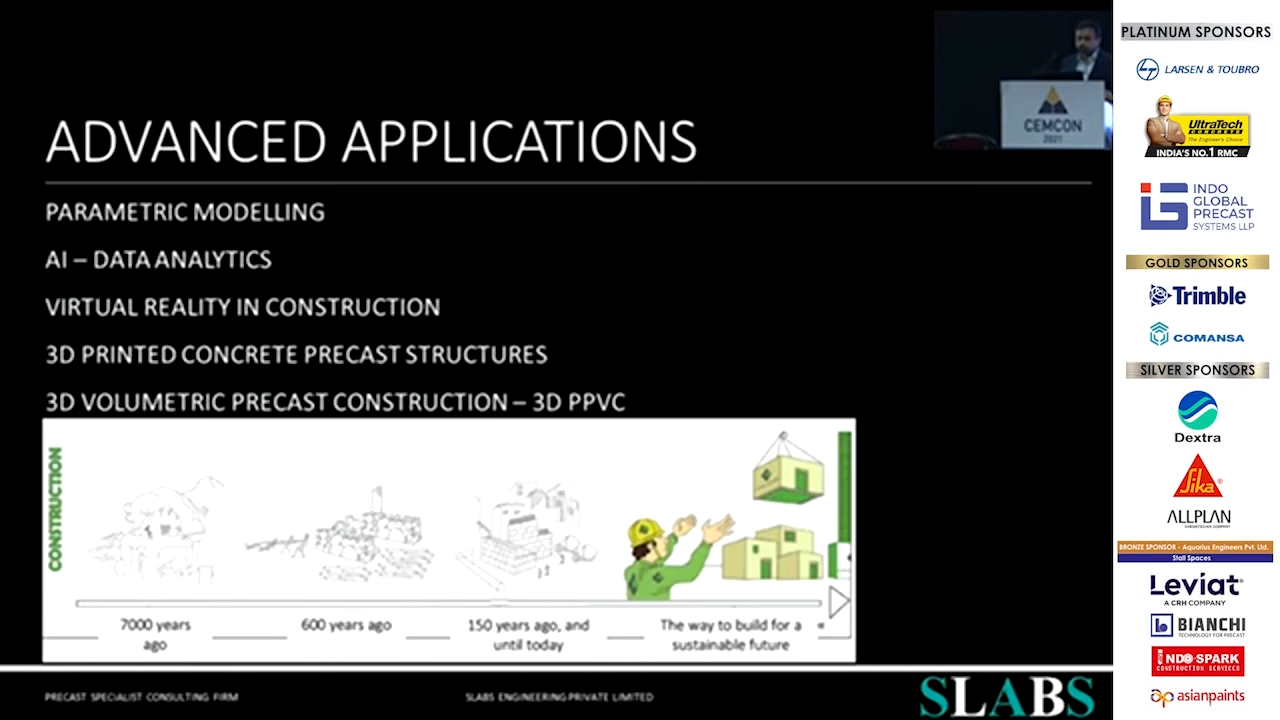 ADVANCED APPLICATIONS
PARAMETRIC MODELLING
AI – DATA ANALYTICS
VIRTUAL REALITY IN CONSTRUCTION
3D PRINTED CONCRETE PRECAST STRUCTURES
3D VOLUMETRIC PRECAST CONSTRUCTION – 3D PPVC
CONSTRUCTION
7000 years
ago
600 years ago
150 years ago, and
until today
The way to build for a
sustainable future
PRECAST SPECIALIST CONSULTING FIRM
SLABS ENGINEERING PRIVATE LIMITED
SLABS
CEMCON
2021
PLATINUM SPONSORS
LARSEN & TOUBRO
UltraTech
CONCRETE
The Engineer's Choice
INDIA'S NO.1 RMC
INDO
GLOBAL
PRECAST
SYSTEMS LLP
GOLD SPONSORS
Trimble
COMANSA
SILVER SPONSORS
Dextra
Sika
ALLPLAN
A NEMETSCHEK COMPANY
BRONZE SPONSOR - Aquarius Engineers Pvt. Ltd.
Stall Spaces
Leviat
A CRH COMPANY
BIANCHI
TECHNOLOGY FOR PRECAST
INDO SPARK
CONSTRUCTION SERVICES
asianpaints